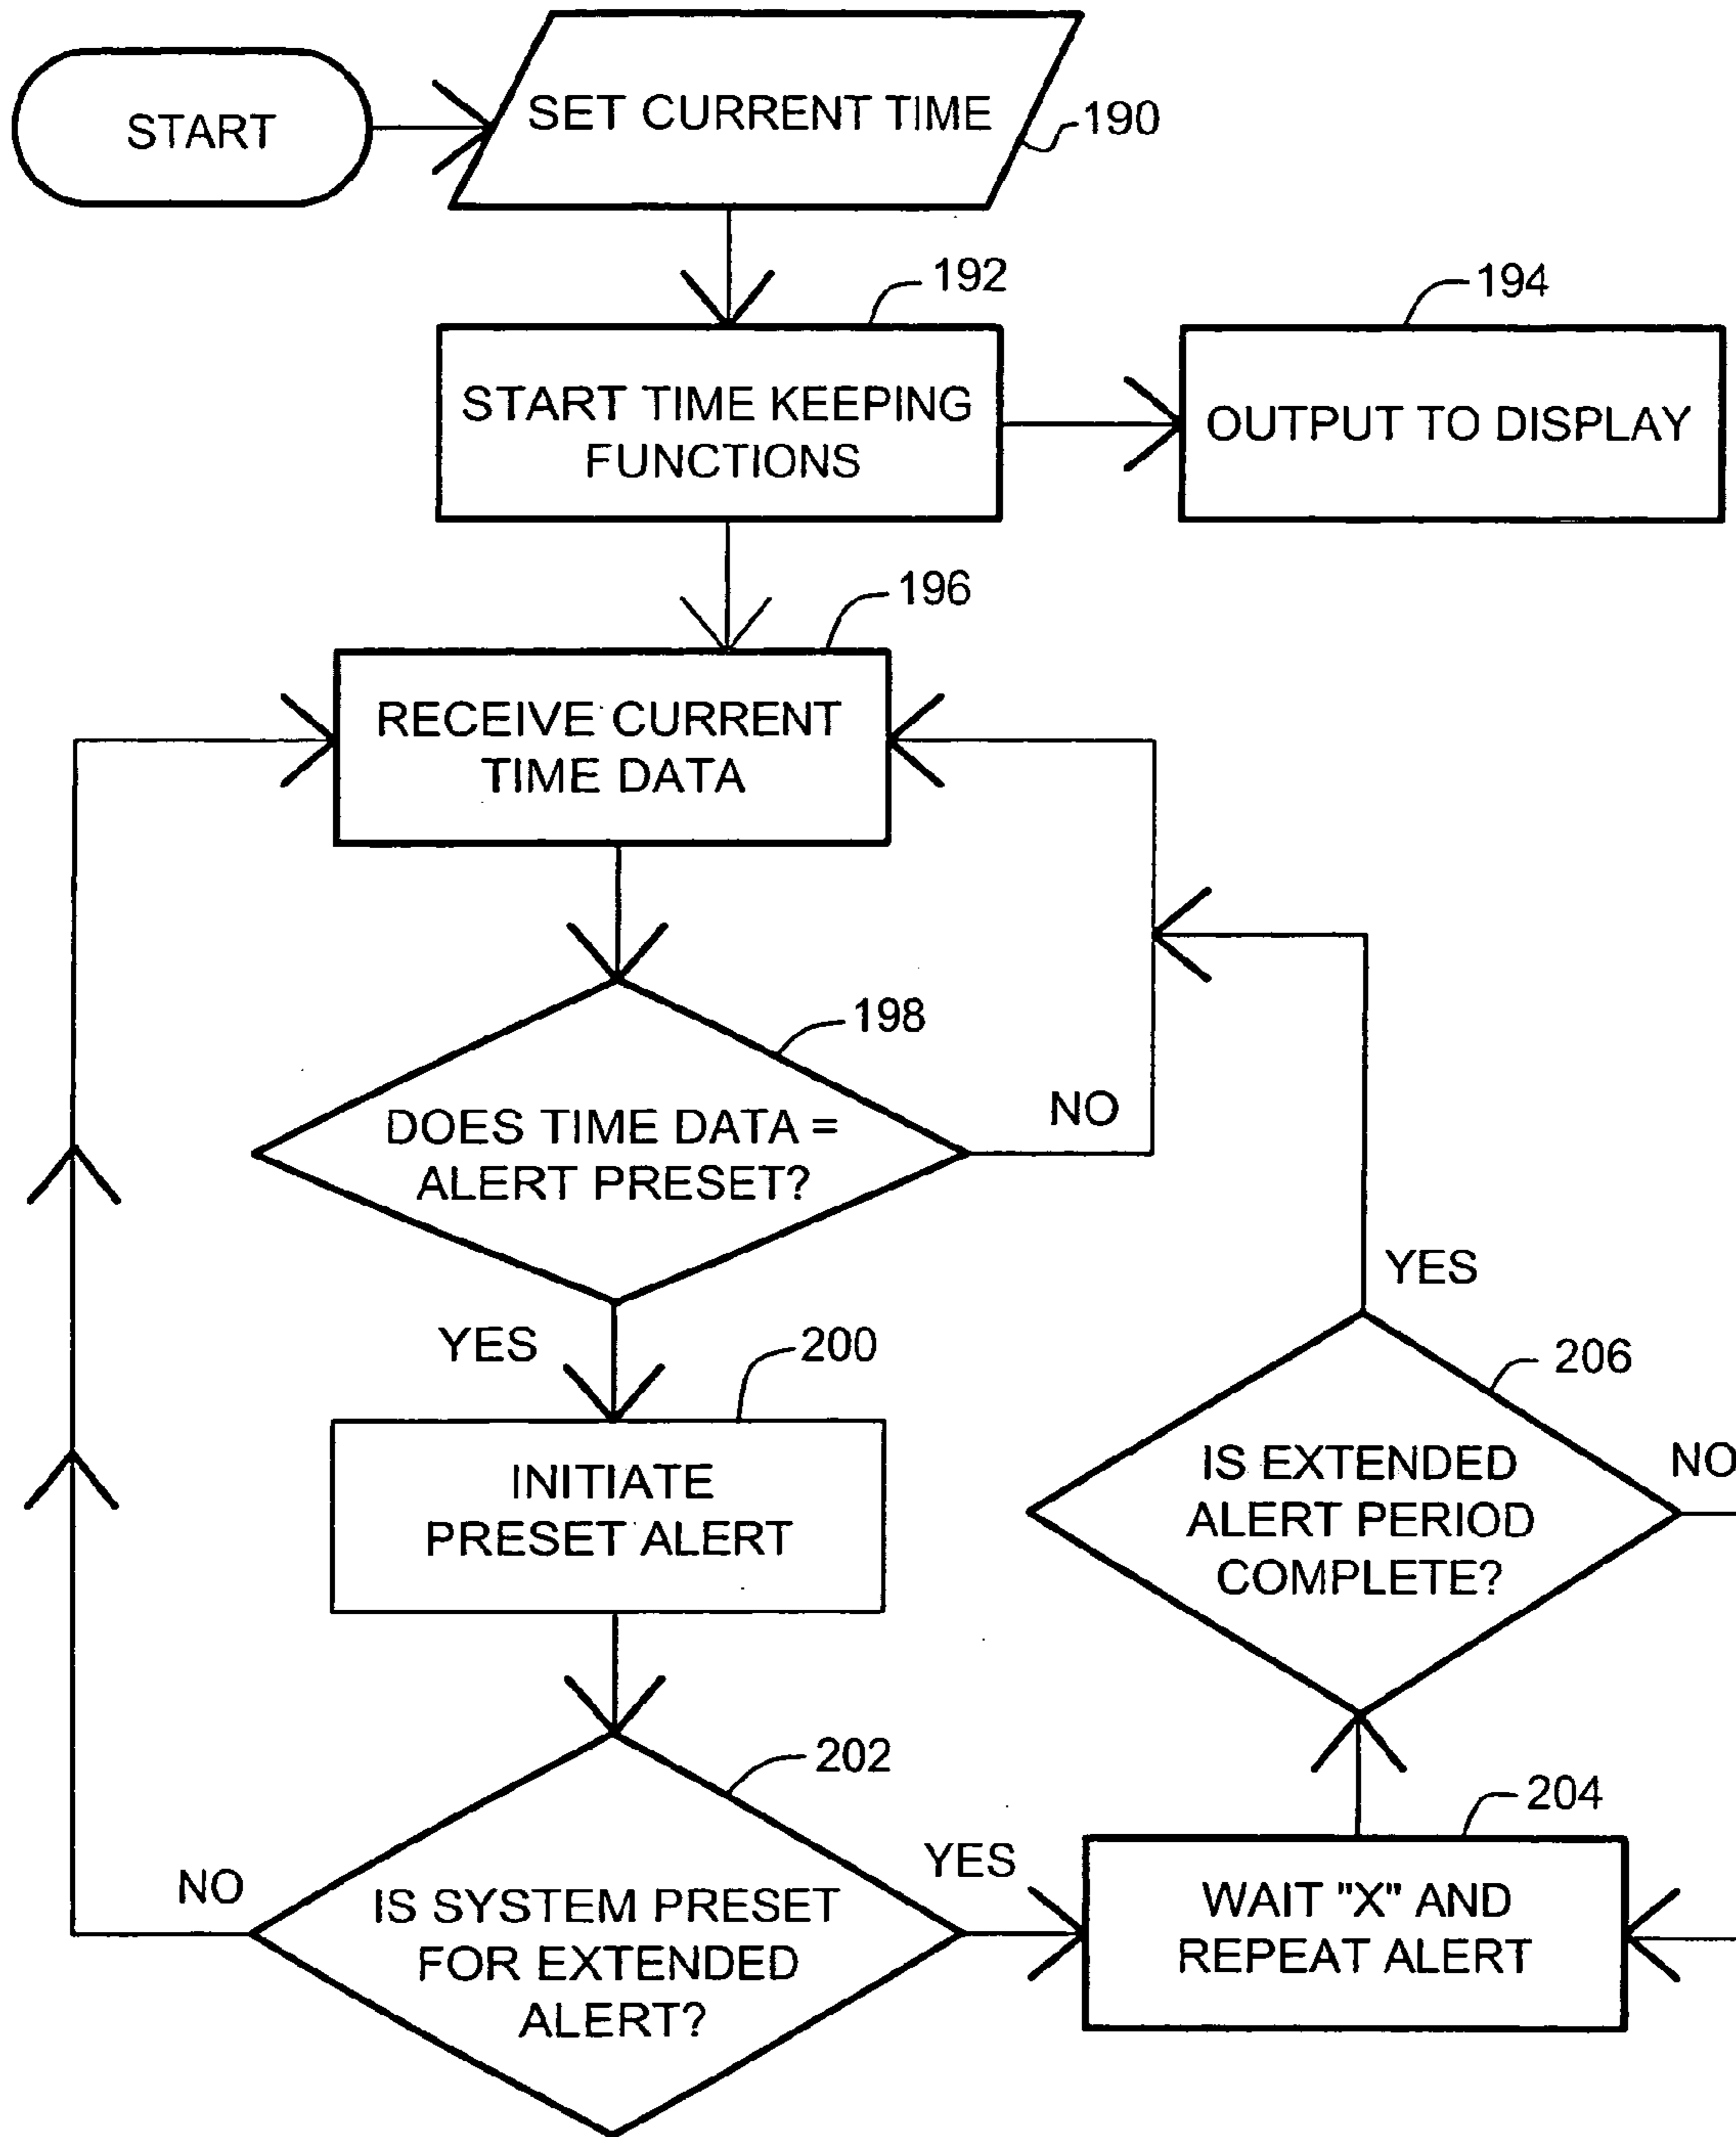 START
SET CURRENT TIME
190
192
194
START TIME KEEPING
FUNCTIONS
OUTPUT TO DISPLAY
196
RECEIVE CURRENT
TIME DATA
198
DOES TIME DATA =
ALERT PRESET?
NO
YES
200
INITIATE
PRESET ALERT
YES
206
IS EXTENDED
ALERT PERIOD
COMPLETE?
NO
202
IS SYSTEM PRESET
FOR EXTENDED
ALERT?
NO
YES
204
WAIT "X" AND
REPEAT ALERT